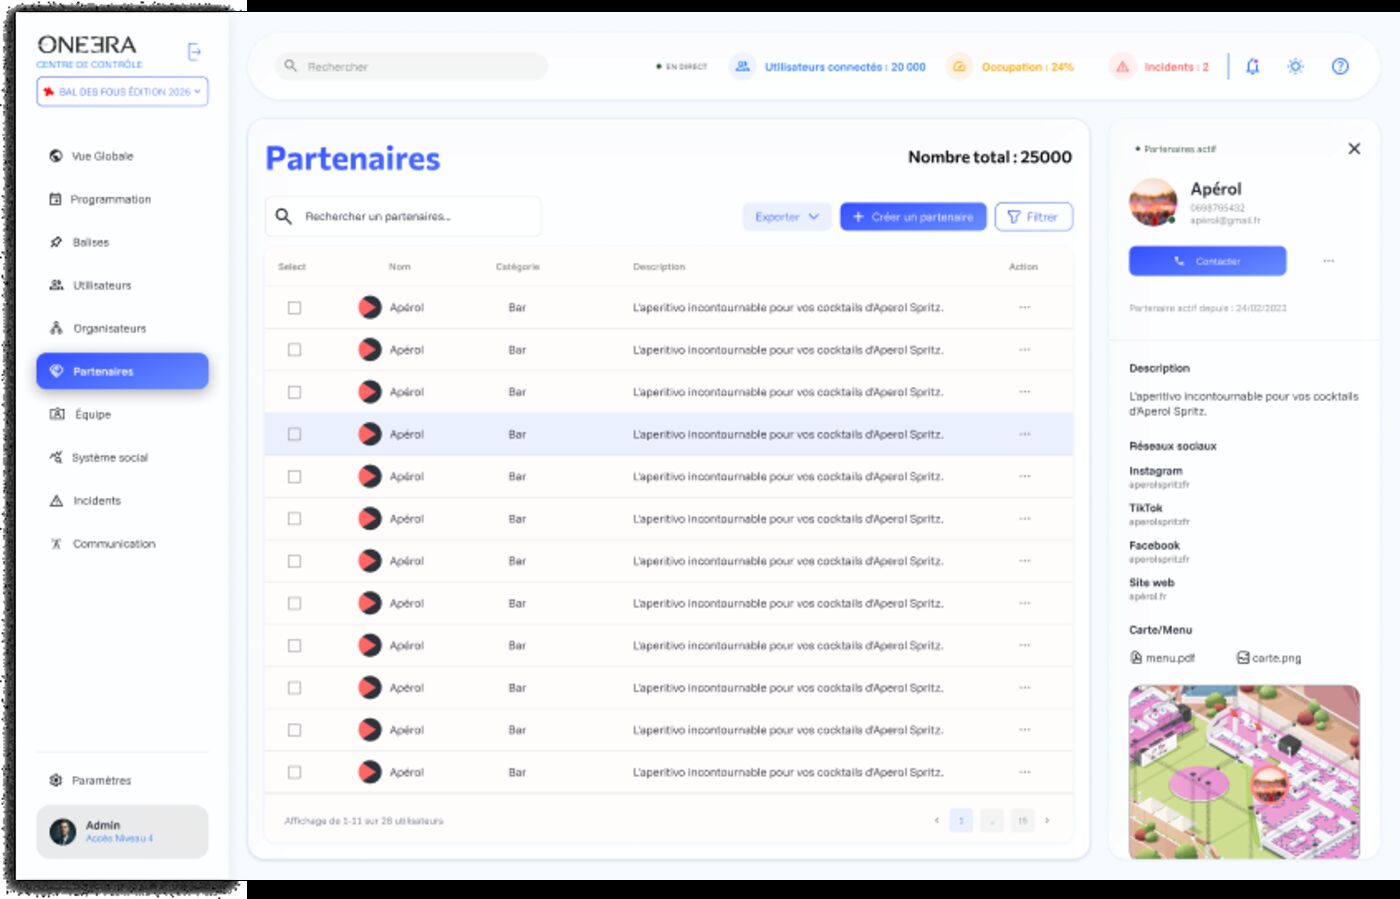 ONEERA
CENTRE DE CONTRÔLE
BAL DES FOUS ÉDITION 2026
Vue Globale
Programmation
Balises
Utilisateurs
Organisateurs
Partenaires
Équipe
Système social
Incidents
Communication
Paramètres
Admin
Accès Niveau 4
Rechercher
EN DIRECT
Utilisateurs connectés : 20 000
Occupation : 24%
Incidents : 2
Partenaires
Nombre total : 25000
Rechercher un partenaires...
Exporter
+ Créer un partenaire
Filtrer
Select Nom Catégorie Description Action
Apérol Bar L'aperitivo incontournable pour vos cocktails d'Aperol Spritz. ...
Apérol Bar L'aperitivo incontournable pour vos cocktails d'Aperol Spritz. ...
Apérol Bar L'aperitivo incontournable pour vos cocktails d'Aperol Spritz. ...
Apérol Bar L'aperitivo incontournable pour vos cocktails d'Aperol Spritz. ...
Apérol Bar L'aperitivo incontournable pour vos cocktails d'Aperol Spritz. ...
Apérol Bar L'aperitivo incontournable pour vos cocktails d'Aperol Spritz. ...
Apérol Bar L'aperitivo incontournable pour vos cocktails d'Aperol Spritz. ...
Apérol Bar L'aperitivo incontournable pour vos cocktails d'Aperol Spritz. ...
Apérol Bar L'aperitivo incontournable pour vos cocktails d'Aperol Spritz. ...
Apérol Bar L'aperitivo incontournable pour vos cocktails d'Aperol Spritz. ...
Apérol Bar L'aperitivo incontournable pour vos cocktails d'Aperol Spritz. ...
Apérol Bar L'aperitivo incontournable pour vos cocktails d'Aperol Spritz. ...
Affichage de 1-11 sur 28 utilisateurs
< 1 .. 15 >
Partenaires actif
Apérol
0698765432
apérol@gmail.fr
Contacter
...
Partenaire actif depuis : 24/02/2022
Description
L'aperitivo incontournable pour vos cocktails
d'Aperol Spritz.
Réseaux sociaux
Instagram
aperolspritzfr
TikTok
aperolspritzfr
Facebook
aperolspritzfr
Site web
apérol.fr
Carte/Menu
menu.pdf
carte.png